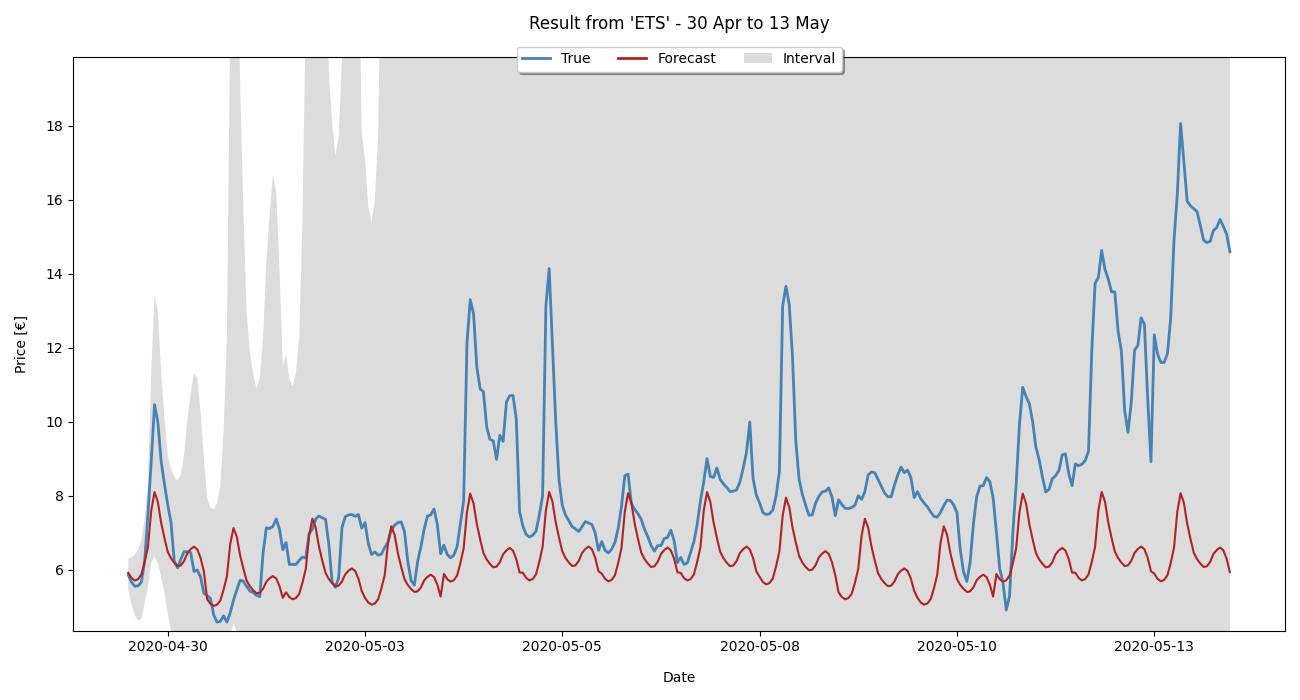 Result from 'ETS' - 30 Apr to 13 May
True Forecast Interval
18
16
14
12
10
8
6
Price [€]
2020-04-30 2020-05-03 2020-05-05 2020-05-08 2020-05-10 2020-05-13
Date